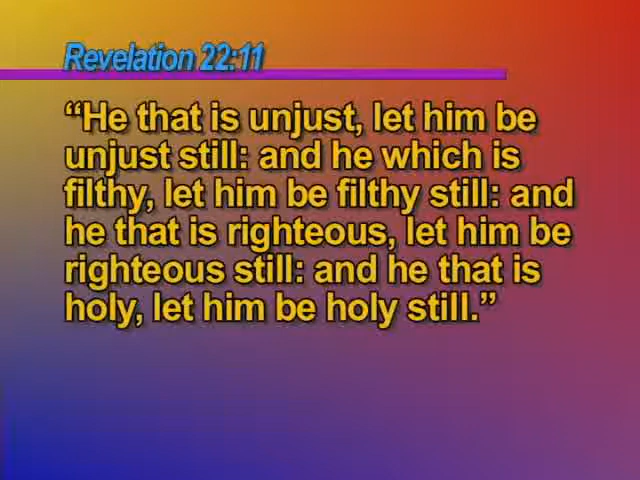 Revelation 22:11
“He that is unjust, let him be
unjust still: and he which is
filthy, let him be filthy still: and
he that is righteous, let him be
righteous still: and he that is
holy, let him be holy still.”